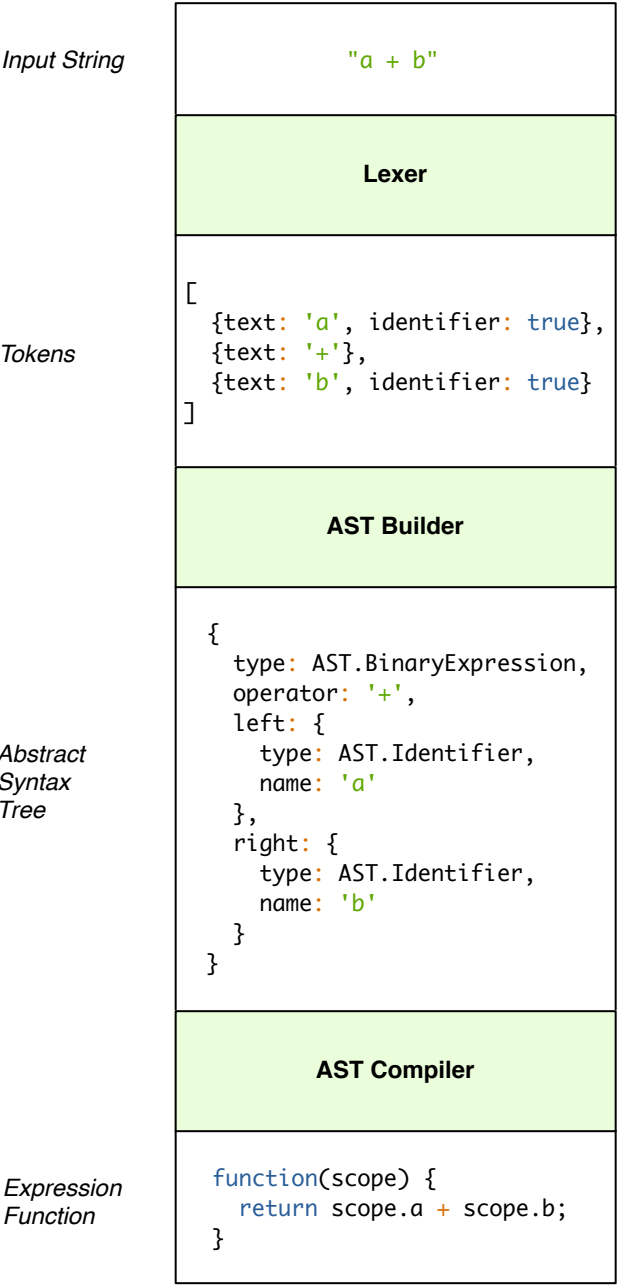 Input String
"a + b"
Lexer
Tokens
[
  {text: 'a', identifier: true},
  {text: '+'},
  {text: 'b', identifier: true}
]
AST Builder
Abstract
Syntax
Tree
{
  type: AST.BinaryExpression,
  operator: '+',
  left: {
    type: AST.Identifier,
    name: 'a'
  },
  right: {
    type: AST.Identifier,
    name: 'b'
  }
}
AST Compiler
Expression
Function
function(scope) {
  return scope.a + scope.b;
}